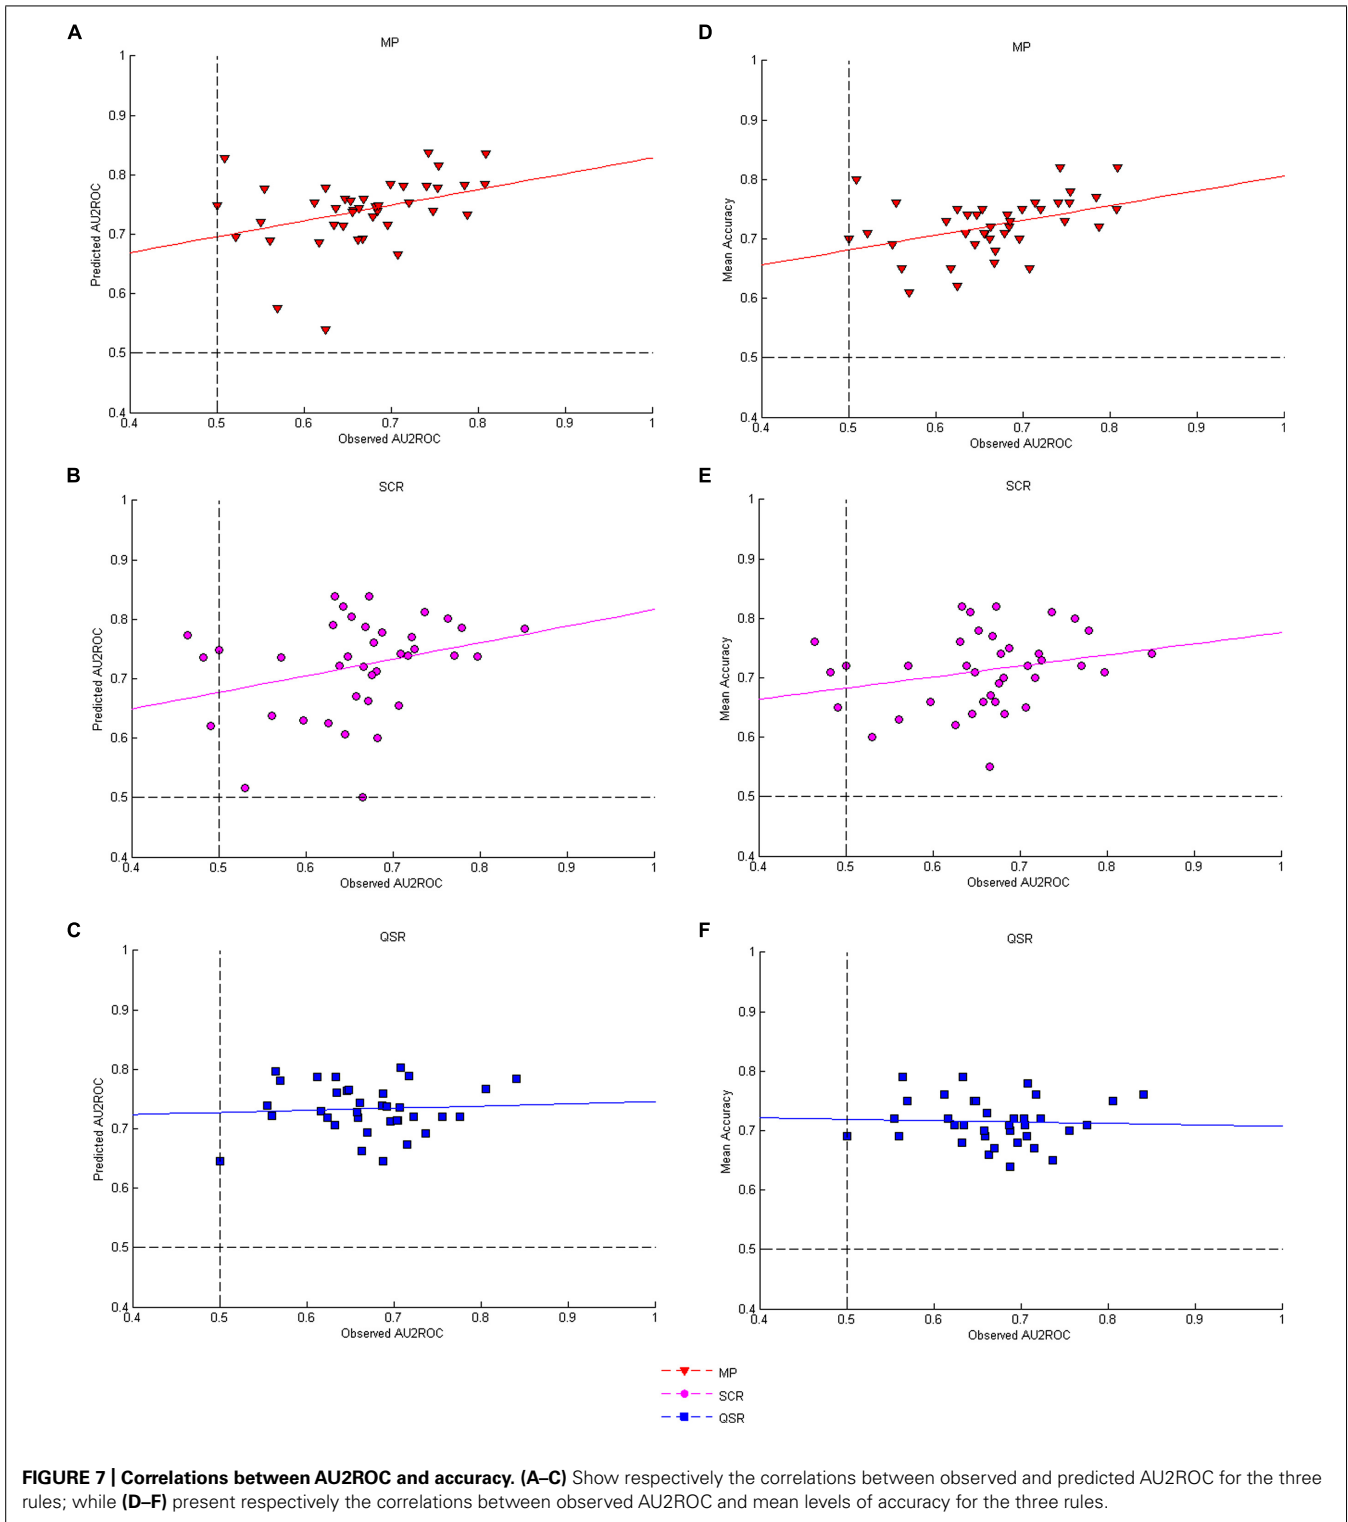 A
MP
1
0.9
0.8
0.7
0.6
0.5
0.4
Predicted AU2ROC
0.4 0.5 0.6 0.7 0.8 0.9 1
Observed AU2ROC
D
MP
1
0.9
0.8
0.7
0.6
0.5
0.4
Mean Accuracy
0.4 0.5 0.6 0.7 0.8 0.9 1
Observed AU2ROC
B
SCR
1
0.9
0.8
0.7
0.6
0.5
0.4
Predicted AU2ROC
0.4 0.5 0.6 0.7 0.8 0.9 1
Observed AU2ROC
E
SCR
1
0.9
0.8
0.7
0.6
0.5
0.4
Mean Accuracy
0.4 0.5 0.6 0.7 0.8 0.9 1
Observed AU2ROC
C
QSR
1
0.9
0.8
0.7
0.6
0.5
0.4
Predicted AU2ROC
0.4 0.5 0.6 0.7 0.8 0.9 1
Observed AU2ROC
F
QSR
1
0.9
0.8
0.7
0.6
0.5
0.4
Mean Accuracy
0.4 0.5 0.6 0.7 0.8 0.9 1
Observed AU2ROC
MP
SCR
QSR
FIGURE 7 | Correlations between AU2ROC and accuracy. (A–C) Show respectively the correlations between observed and predicted AU2ROC for the three
rules; while (D–F) present respectively the correlations between observed AU2ROC and mean levels of accuracy for the three rules.